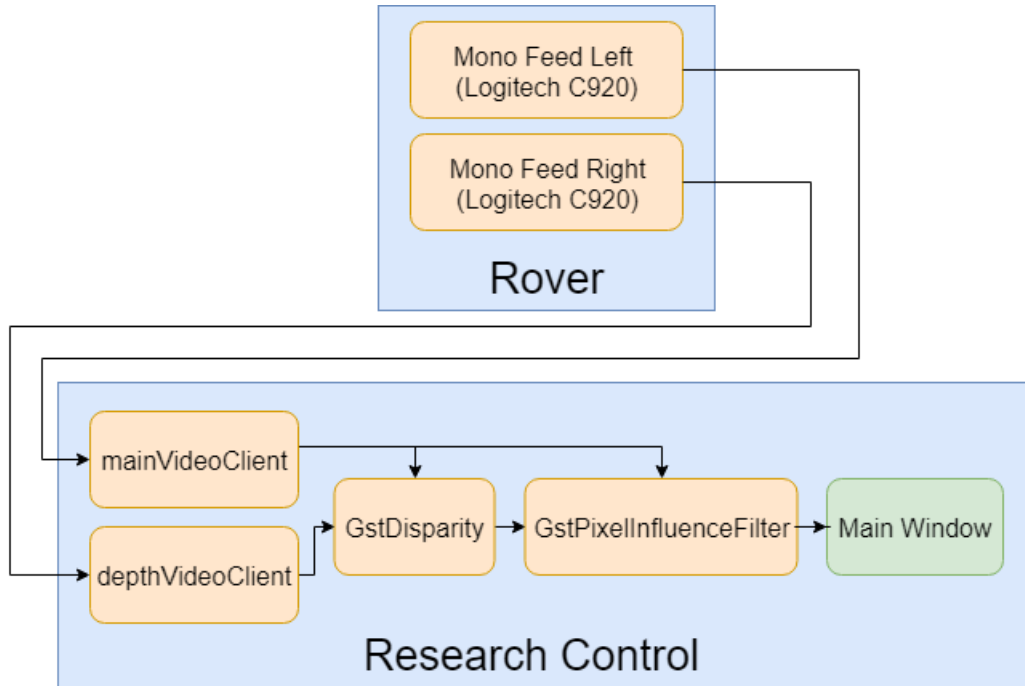 Mono Feed Left
(Logitech C920)
Mono Feed Right
(Logitech C920)
Rover
mainVideoClient
GstDisparity
GstPixelInfluenceFilter
Main Window
depthVideoClient
Research Control